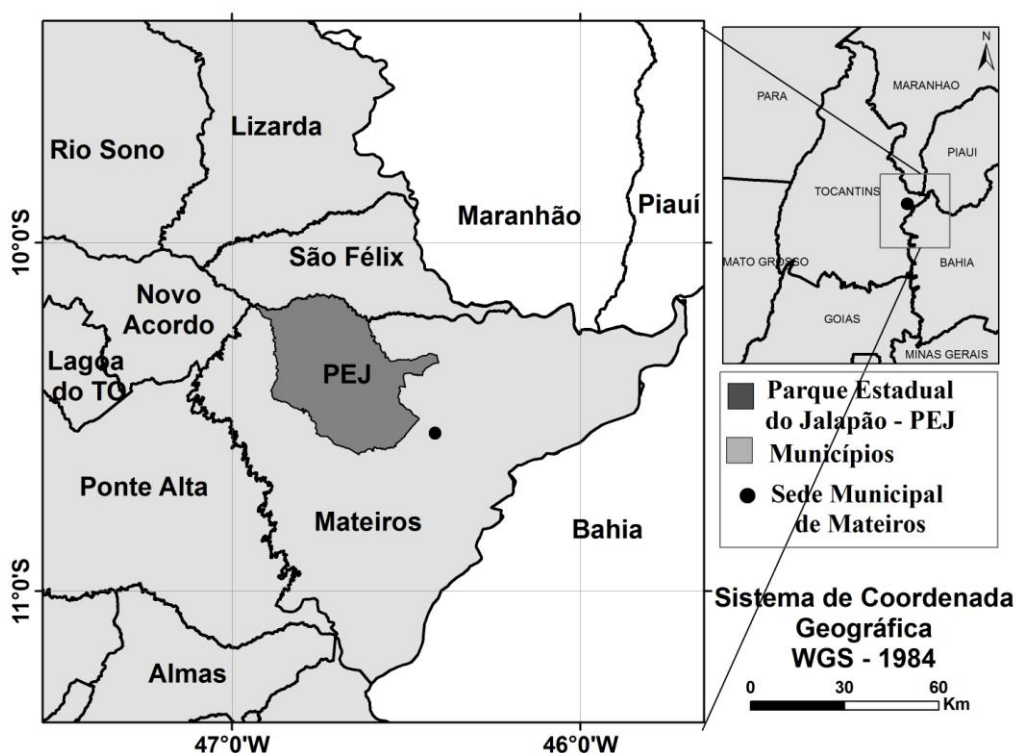 Rio Sono
Lizarda
Maranhão
Piauí
São Félix
Novo
Acordo
Lagoa
do TO
PEJ
Ponte Alta
Mateiros
Bahia
Almas
10°0'S
11°0'S
47°0'W
46°0'W
N
PARA
MARANHAO
PIAUI
TOCANTINS
MATO GROSSO
BAHIA
GOIAS
MINAS GERAIS
Parque Estadual
do Jalapão - PEJ
Municípios
Sede Municipal
de Mateiros
Sistema de Coordenada
Geográfica
WGS - 1984
0 30 60
Km